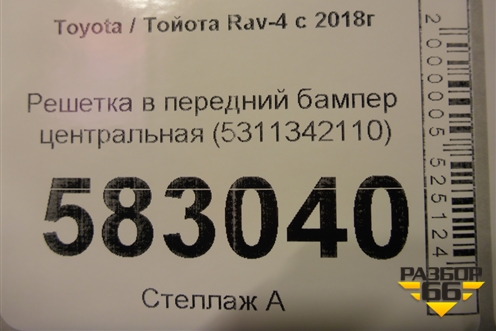 Toyota / Тойота Rav-4 с 2018г
Решетка в передний бампер
центральная (5311342110)
583040
Стеллаж А
2000005525124
РАЗБОР
66